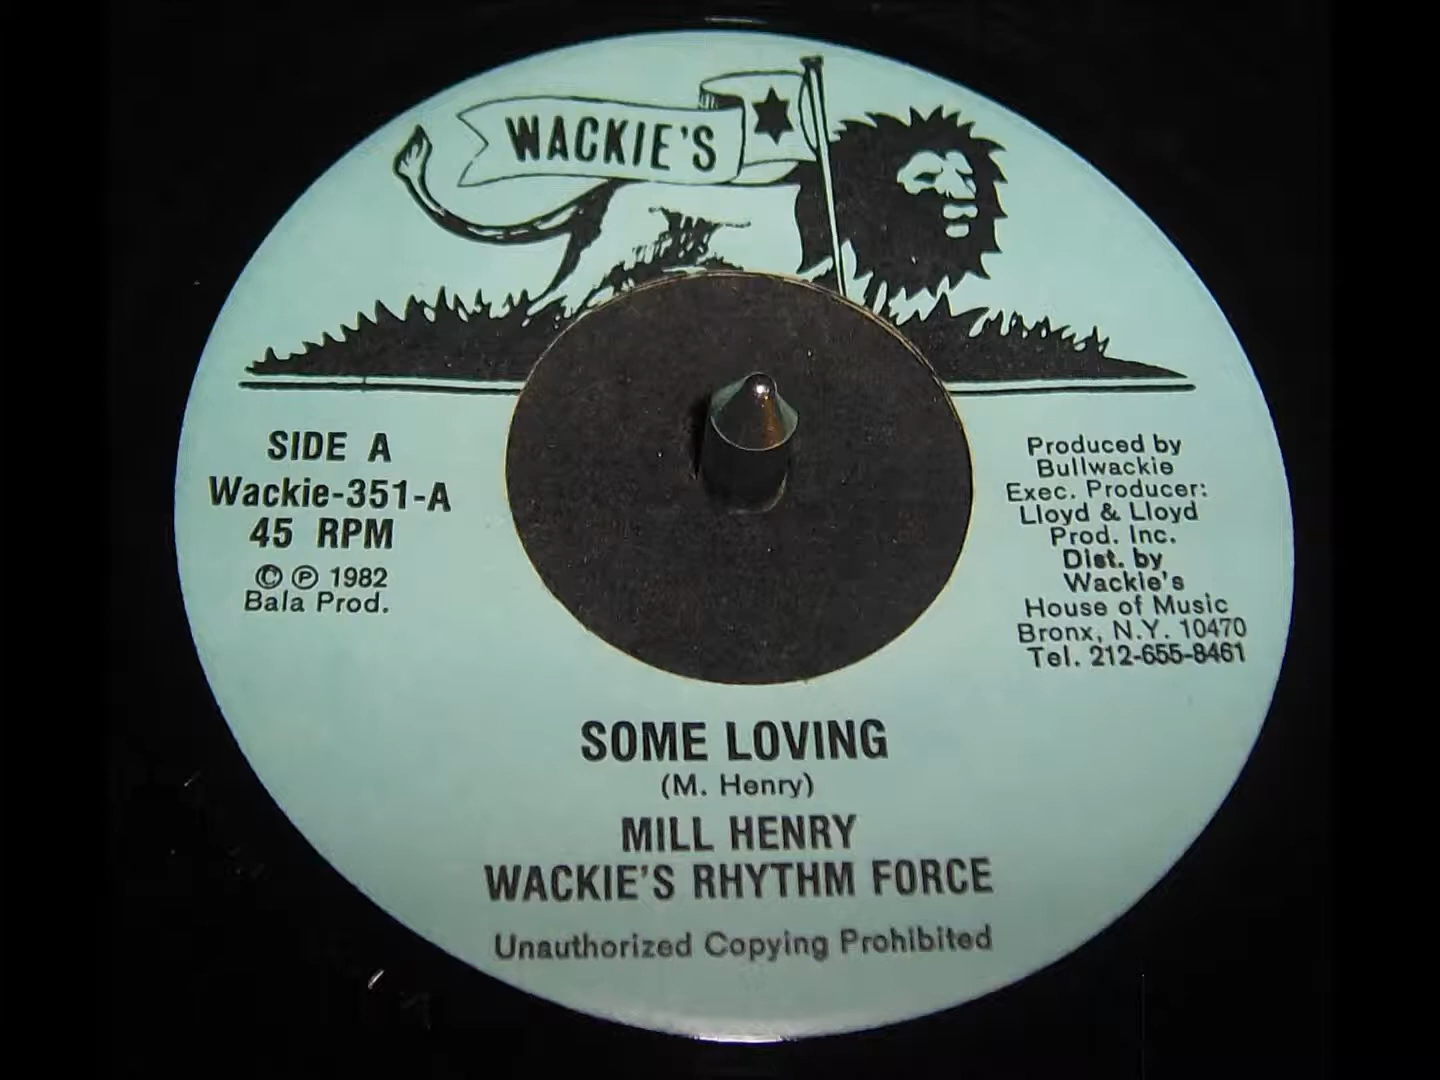 WACKIE'S
SIDE A
Wackie-351-A
45 RPM
© ℗ 1982
Bala Prod.
Produced by
Bullwackie
Exec. Producer:
Lloyd & Lloyd
Prod. Inc.
Dist. by
Wackie's
House of Music
Bronx, N.Y. 10470
Tel. 212-655-8461
SOME LOVING
(M. Henry)
MILL HENRY
WACKIE'S RHYTHM FORCE
Unauthorized Copying Prohibited